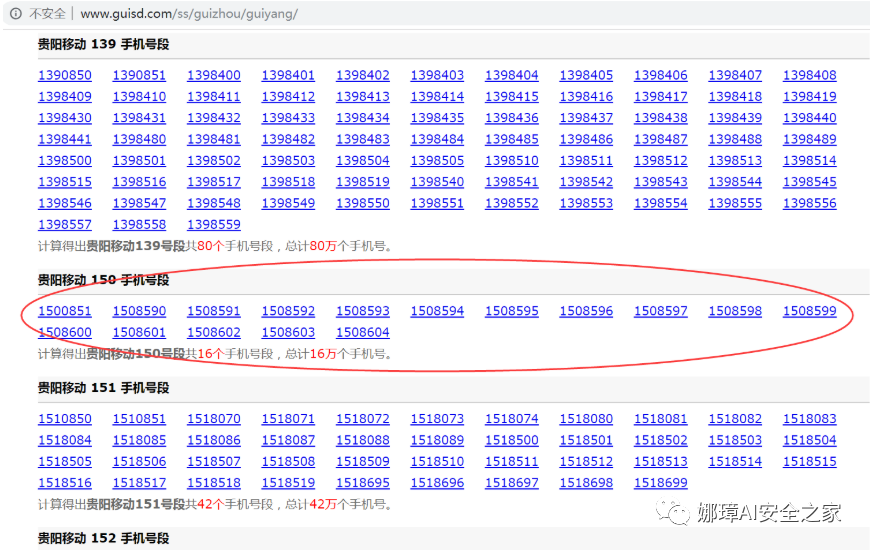 不安全 | www.guisd.com/ss/guizhou/guiyang/
贵阳移动 139 手机号段
1390850 1390851 1398400 1398401 1398402 1398403 1398404 1398405 1398406 1398407 1398408
1398409 1398410 1398411 1398412 1398413 1398414 1398415 1398416 1398417 1398418 1398419
1398430 1398431 1398432 1398433 1398434 1398435 1398436 1398437 1398438 1398439 1398440
1398441 1398480 1398481 1398482 1398483 1398484 1398485 1398486 1398487 1398488 1398489
1398500 1398501 1398502 1398503 1398504 1398505 1398510 1398511 1398512 1398513 1398514
1398515 1398516 1398517 1398518 1398519 1398540 1398541 1398542 1398543 1398544 1398545
1398546 1398547 1398548 1398549 1398550 1398551 1398552 1398553 1398554 1398555 1398556
1398557 1398558 1398559
计算得出贵阳移动139号段共80个手机号段，总计80万个手机号。
贵阳移动 150 手机号段
1500851 1508590 1508591 1508592 1508593 1508594 1508595 1508596 1508597 1508598 1508599
1508600 1508601 1508602 1508603 1508604
计算得出贵阳移动150号段共16个手机号段，总计16万个手机号。
贵阳移动 151 手机号段
1510850 1510851 1518070 1518071 1518072 1518073 1518074 1518080 1518081 1518082 1518083
1518084 1518085 1518086 1518087 1518088 1518089 1518500 1518501 1518502 1518503 1518504
1518505 1518506 1518507 1518508 1518509 1518510 1518511 1518512 1518513 1518514 1518515
1518516 1518517 1518518 1518519 1518695 1518696 1518697 1518698 1518699
计算得出贵阳移动151号段共42个手机号段，总计42万个手机号。
娜璋AI安全之家
贵阳移动 152 手机号段